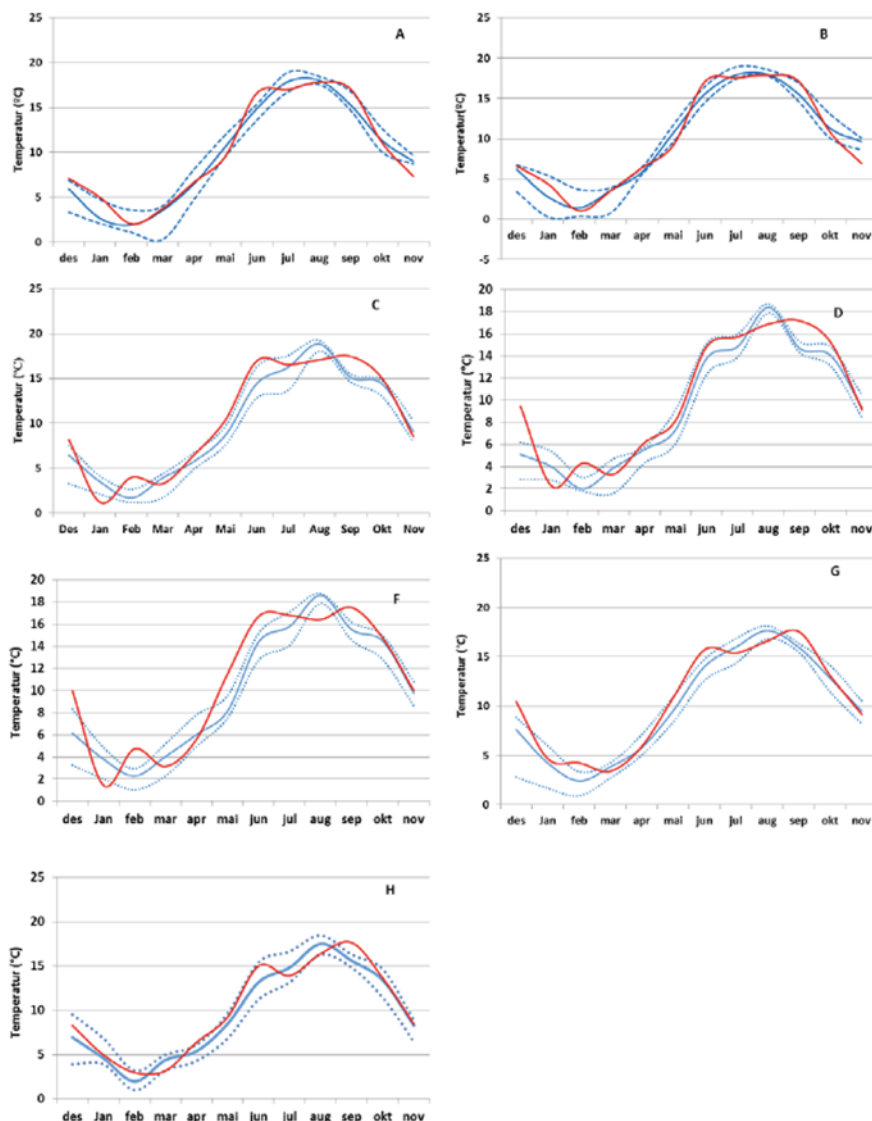 A
Temperatur (°C)
25
20
15
10
5
0
des Jan feb mar apr mai jun jul aug sep okt nov
B
Temperatur(°C)
25
20
15
10
5
0
-5
des Jan feb mar apr mai jun jul aug sep okt nov
C
Temperatur (°C)
25
20
15
10
5
0
Des Jan Feb Mar Apr Mai Jun Jul Aug Sep Okt Nov
D
Temperatur (°C)
20
18
16
14
12
10
8
6
4
2
0
des Jan feb mar apr mai jun jul aug sep okt nov
F
Temperatur (°C)
20
18
16
14
12
10
8
6
4
2
0
des Jan feb mar apr mai jun jul aug sep okt nov
G
Temperatur (°C)
25
20
15
10
5
0
des Jan feb mar apr mai jun jul aug sep okt nov
H
Temperatur (°C)
25
20
15
10
5
0
des Jan feb mar apr mai jun jul aug sep okt nov